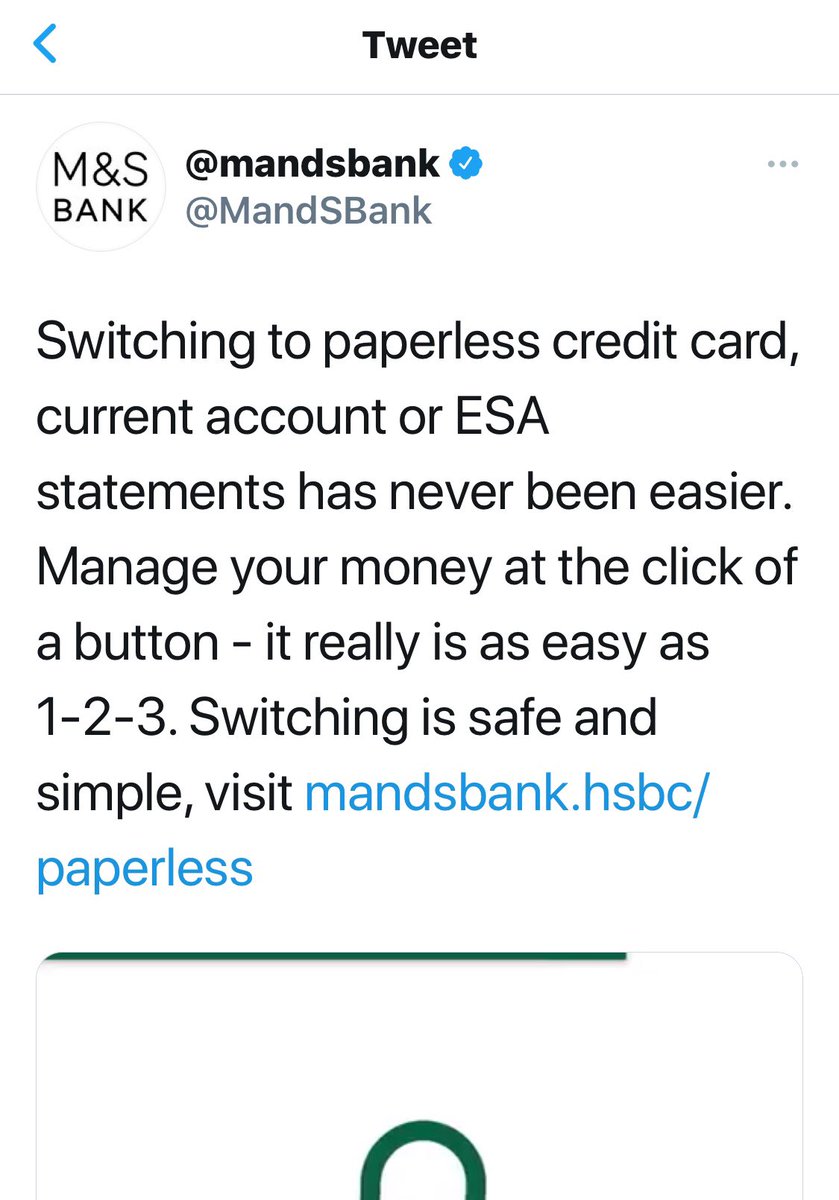 Tweet
M&S
BANK
@mandsbank
@MandSBank
Switching to paperless credit card,
current account or ESA
statements has never been easier.
Manage your money at the click of
a button - it really is as easy as
1-2-3. Switching is safe and
simple, visit mandsbank.hsbc/
paperless